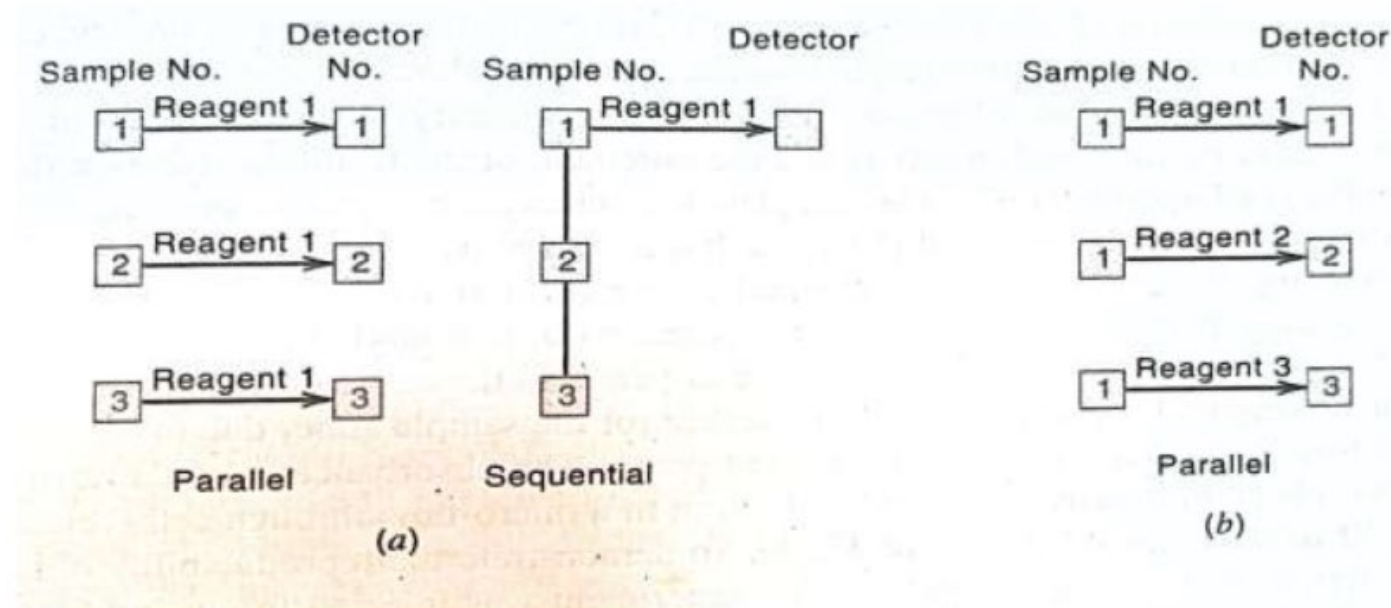 Detector
Sample No. No.
1 Reagent 1 1
2 Reagent 1 2
3 Reagent 1 3
Parallel
Detector
Sample No.
1 Reagent 1
2
3
Sequential
(a)
Detector
Sample No. No.
1 Reagent 1 1
1 Reagent 2 2
1 Reagent 3 3
Parallel
(b)